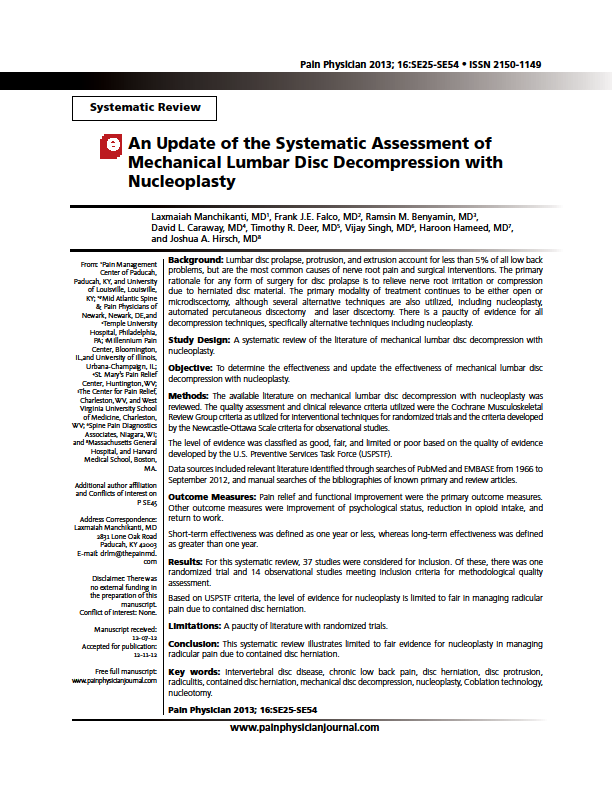 Pain Physician 2013; 16:SE25-SE54 • ISSN 2150-1149
Systematic Review
e An Update of the Systematic Assessment of
Mechanical Lumbar Disc Decompression with
Nucleoplasty
Laxmaiah Manchikanti, MD¹, Frank J.E. Falco, MD², Ramsin M. Benyamin, MD³,
David L. Caraway, MD⁴, Timothy R. Deer, MD⁵, Vijay Singh, MD⁶, Haroon Hameed, MD⁷,
and Joshua A. Hirsch, MD⁸
From: ¹Pain Management
Center of Paducah,
Paducah, KY, and University
of Louisville, Louisville,
KY; ²⁷Mid Atlantic Spine
& Pain Physicians of
Newark, Newark, DE,and
²Temple University
Hospital, Philadelphia,
PA; ³Millennium Pain
Center, Bloomington,
IL,and University of Illinois,
Urbana-Champaign, IL;
⁴St. Mary's Pain Relief
Center, Huntington,WV;
⁵The Center for Pain Relief,
Charleston,WV, and West
Virginia University School
of Medicine, Charleston,
WV; ⁶Spine Pain Diagnostics
Associates, Niagara,WI;
and ⁸Massachusetts General
Hospital, and Harvard
Medical School, Boston,
MA.
Additional author affiliation
and Conflicts of Interest on
P SE45
Address Correspondence:
Laxmaiah Manchikanti, MD
2831 Lone Oak Road
Paducah, KY 42003
E-mail: drlm@thepainmd.
com
Disclaimer: There was
no external funding in
the preparation of this
manuscript.
Conflict of interest: None.
Manuscript received:
12-07-12
Accepted for publication:
12-11-12
Free full manuscript:
www.painphysicianjournal.com
Background: Lumbar disc prolapse, protrusion, and extrusion account for less than 5% of all low back
problems, but are the most common causes of nerve root pain and surgical interventions. The primary
rationale for any form of surgery for disc prolapse is to relieve nerve root irritation or compression
due to herniated disc material. The primary modality of treatment continues to be either open or
microdiscectomy, although several alternative techniques are also utilized, including nucleoplasty,
automated percutaneous discectomy and laser discectomy. There is a paucity of evidence for all
decompression techniques, specifically alternative techniques including nucleoplasty.
Study Design: A systematic review of the literature of mechanical lumbar disc decompression with
nucleoplasty.
Objective: To determine the effectiveness and update the effectiveness of mechanical lumbar disc
decompression with nucleoplasty.
Methods: The available literature on mechanical lumbar disc decompression with nucleoplasty was
reviewed. The quality assessment and clinical relevance criteria utilized were the Cochrane Musculoskeletal
Review Group criteria as utilized for interventional techniques for randomized trials and the criteria developed
by the Newcastle-Ottawa Scale criteria for observational studies.
The level of evidence was classified as good, fair, and limited or poor based on the quality of evidence
developed by the U.S. Preventive Services Task Force (USPSTF).
Data sources included relevant literature identified through searches of PubMed and EMBASE from 1966 to
September 2012, and manual searches of the bibliographies of known primary and review articles.
Outcome Measures: Pain relief and functional improvement were the primary outcome measures.
Other outcome measures were improvement of psychological status, reduction in opioid intake, and
return to work.
Short-term effectiveness was defined as one year or less, whereas long-term effectiveness was defined
as greater than one year.
Results: For this systematic review, 37 studies were considered for inclusion. Of these, there was one
randomized trial and 14 observational studies meeting inclusion criteria for methodological quality
assessment.
Based on USPSTF criteria, the level of evidence for nucleoplasty is limited to fair in managing radicular
pain due to contained disc herniation.
Limitations: A paucity of literature with randomized trials.
Conclusion: This systematic review illustrates limited to fair evidence for nucleoplasty in managing
radicular pain due to contained disc herniation.
Key words: Intervertebral disc disease, chronic low back pain, disc herniation, disc protrusion,
radiculitis, contained disc herniation, mechanical disc decompression, nucleoplasty, Coblation technology,
nucleotomy.
Pain Physician 2013; 16:SE25-SE54
www.painphysicianjournal.com